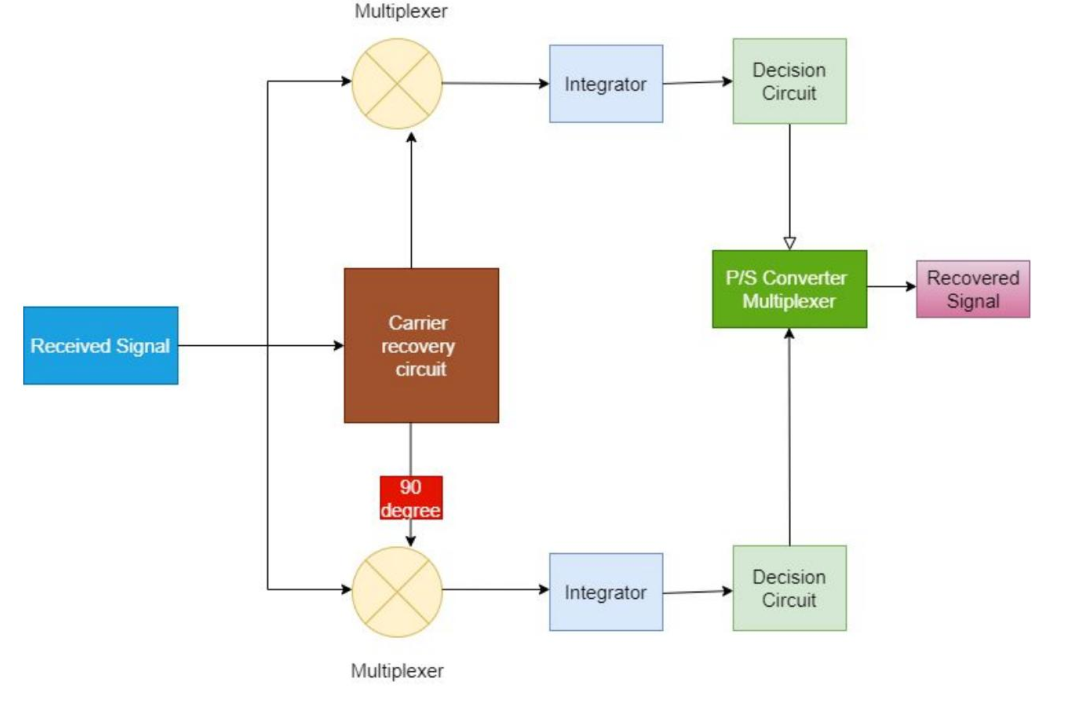 Multiplexer
Integrator
Decision
Circuit
Received Signal
Carrier
recovery
circuit
P/S Converter
Multiplexer
Recovered
Signal
90
degree
Integrator
Decision
Circuit
Multiplexer